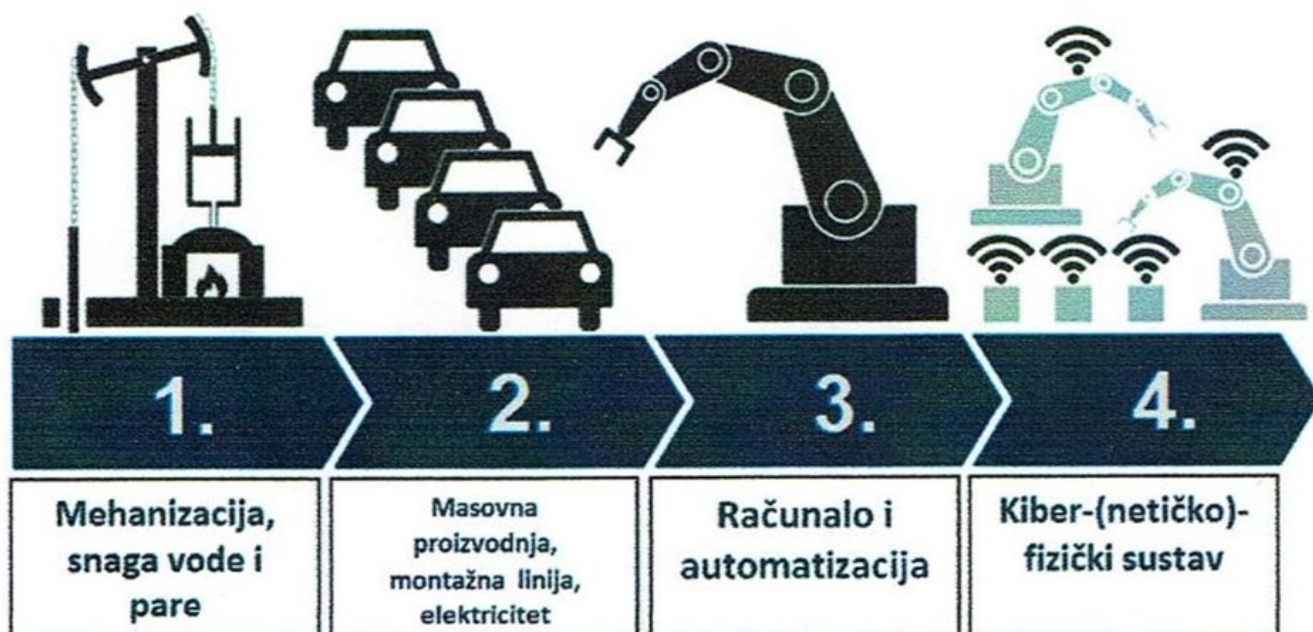 1.
2.
3.
4.
Mehanizacija,
snaga vode i
pare
Masovna
proizvodnja,
montažna linija,
elektricitet
Računalo i
automatizacija
Kiber-(netičko)-
fizički sustav